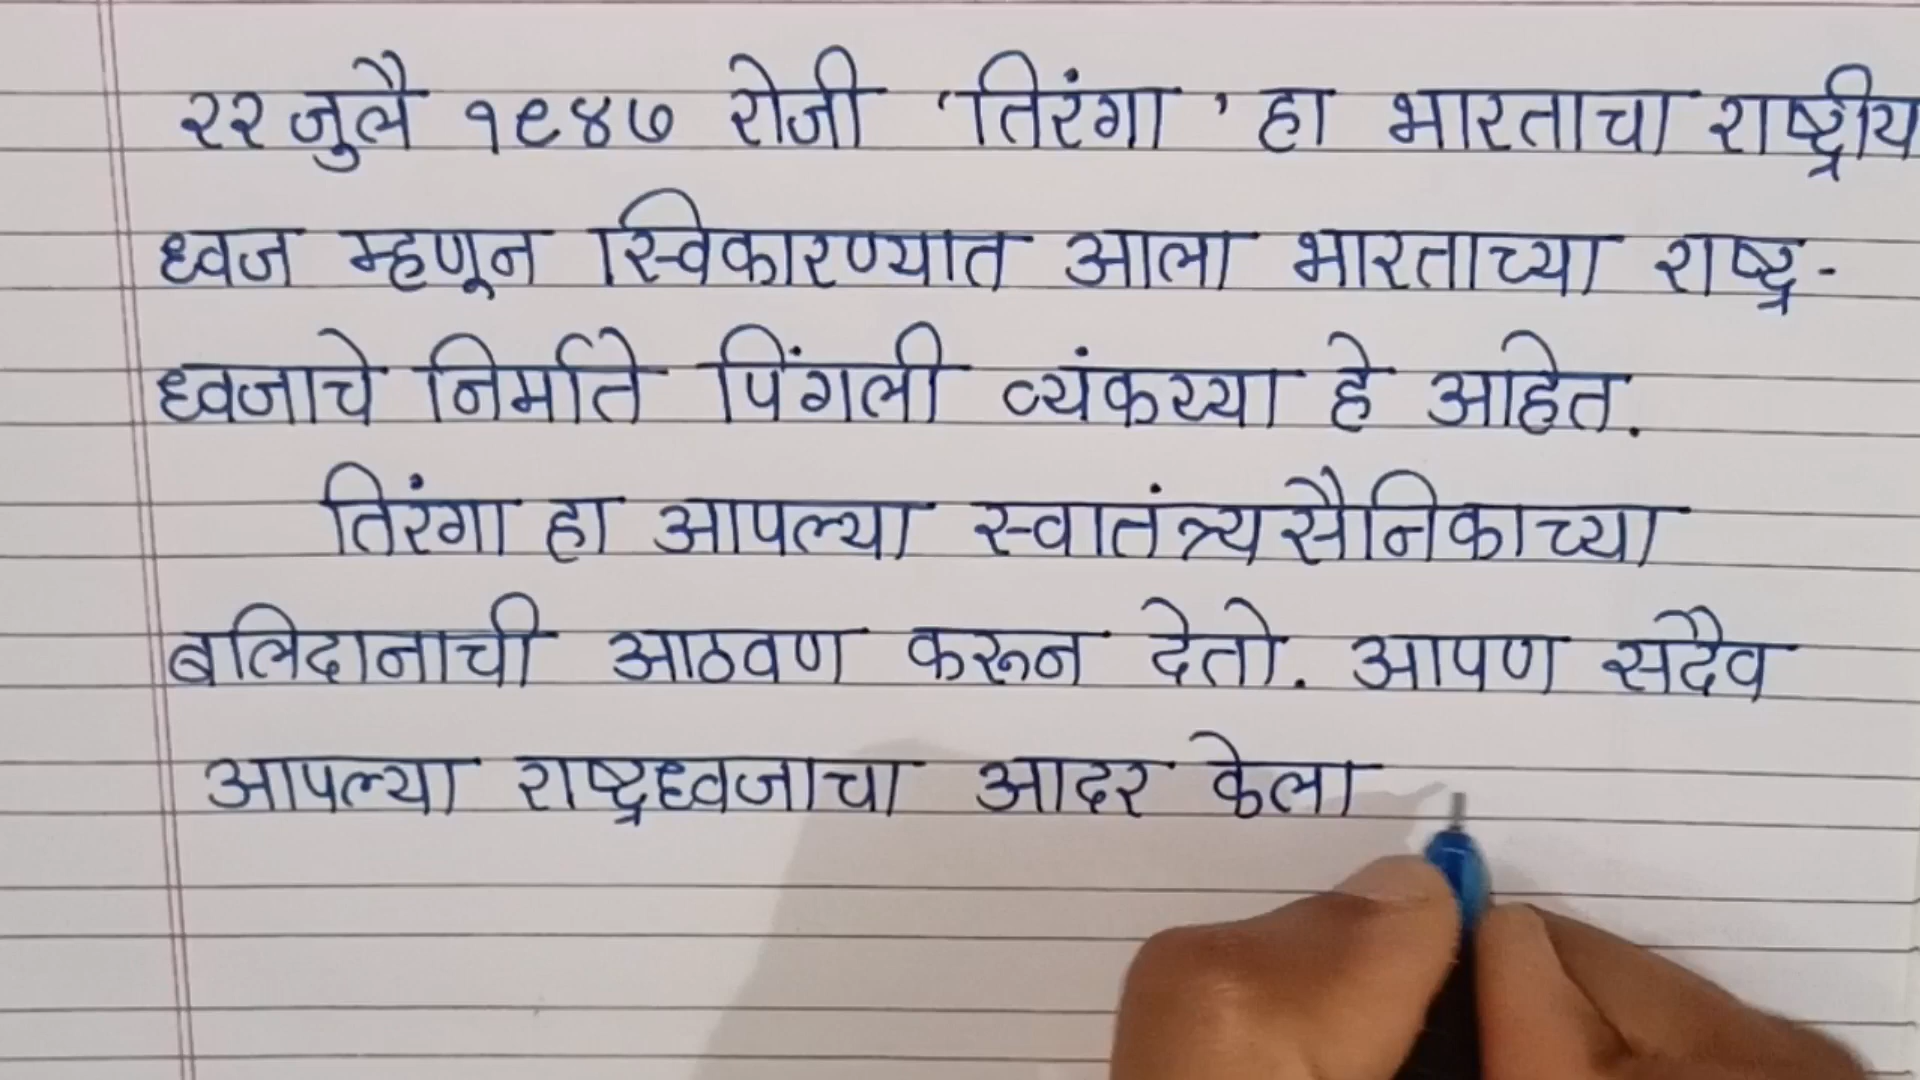 २२ जुलै १९४७ रोजी 'तिरंगा' हा भारताचा राष्ट्रीय
ध्वज म्हणून स्विकारण्यात आला भारताच्या राष्ट्र-
ध्वजाचे निर्माते पिंगली व्यंकय्या हे आहेत.
तिरंगा हा आपल्या स्वातंत्र्यसैनिकाच्या
बलिदानाची आठवण करून देतो. आपण सदैव
आपल्या राष्ट्रध्वजाचा आदर केला